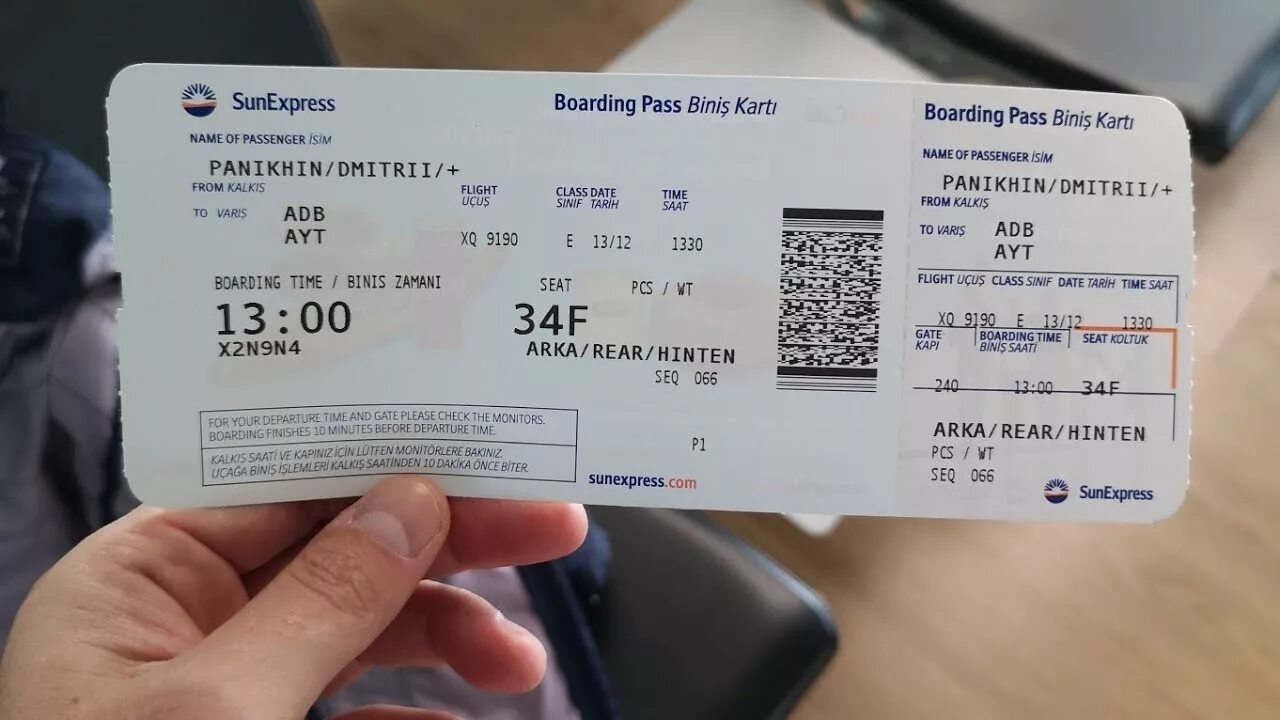 SunExpress
Boarding Pass Biniş Kartı
NAME OF PASSENGER İSİM
PANIKHIN/DMITRII/+
FROM KALKIŞ
TO VARIŞ
ADB
AYT
FLIGHT UÇUŞ
XQ 9190
CLASS SINIF
E
DATE TARİH
13/12
TIME SAAT
1330
BOARDING TIME / BINIS ZAMANI
13:00
X2N9N4
SEAT
34F
PCS / WT
ARKA/REAR/HINTEN
SEQ 066
FOR YOUR DEPARTURE TIME AND GATE PLEASE CHECK THE MONITORS.
BOARDING FINISHES 10 MINUTES BEFORE DEPARTURE TIME.
KALKIŞ SAATİ VE KAPINIZ İÇİN LÜTFEN MONİTÖRLERE BAKINIZ.
UÇAĞA BİNİŞ İŞLEMLERİ KALKIŞ SAATİNDEN 10 DAKİKA ÖNCE BİTER.
P1
sunexpress.com
Boarding Pass Biniş Kartı
NAME OF PASSENGER İSİM
PANIKHIN/DMITRII/+
FROM KALKIŞ
TO VARIŞ
ADB
AYT
FLIGHT UÇUŞ CLASS SINIF DATE TARİH TIME SAAT
XQ 9190 E 13/12 1330
GATE KAPI
BOARDING TIME BİNİŞ SAATİ
SEAT KOLTUK
240 13:00 34F
ARKA/REAR/HINTEN
PCS / WT
SEQ 066
SunExpress